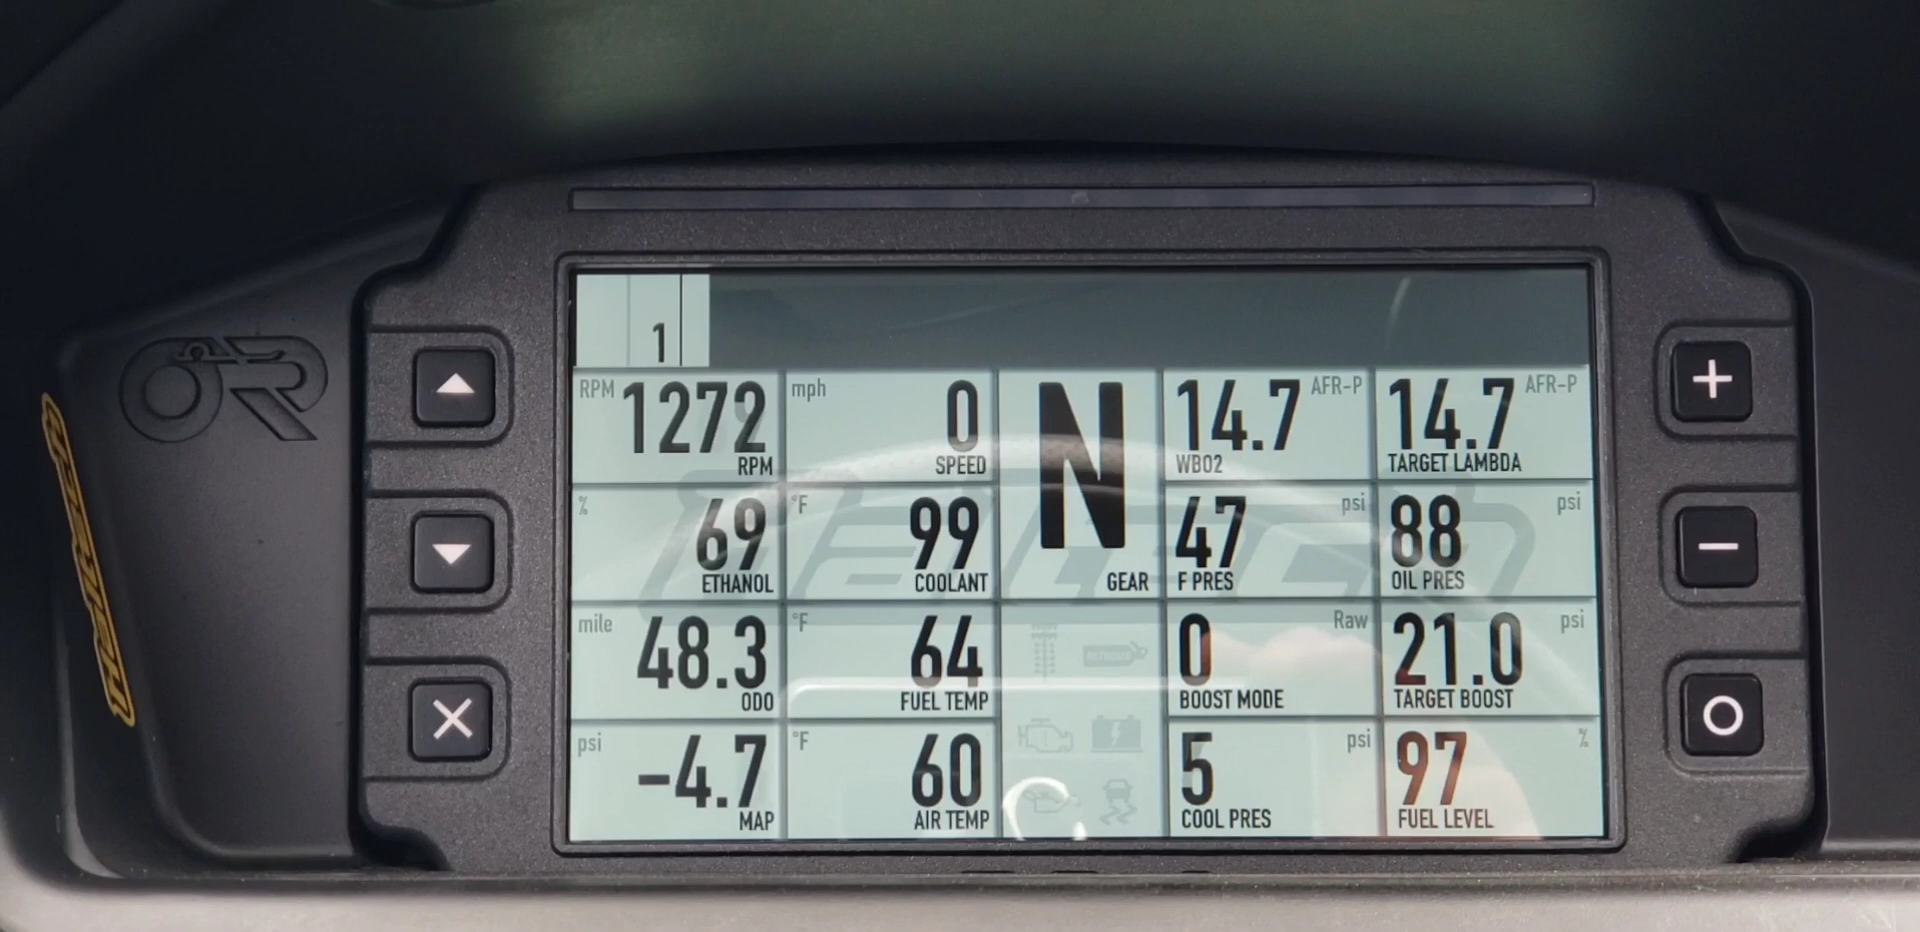 OR
1
RPM 1272 RPM
mph 0 SPEED
N GEAR
14.7 AFR-P WBO2
14.7 AFR-P TARGET LAMBDA
% 69 ETHANOL
°F 99 COOLANT
47 psi F PRES
88 psi OIL PRES
mile 48.3 ODO
°F 64 FUEL TEMP
0 Raw BOOST MODE
21.0 psi TARGET BOOST
psi -4.7 MAP
°F 60 AIR TEMP
5 psi COOL PRES
97 % FUEL LEVEL